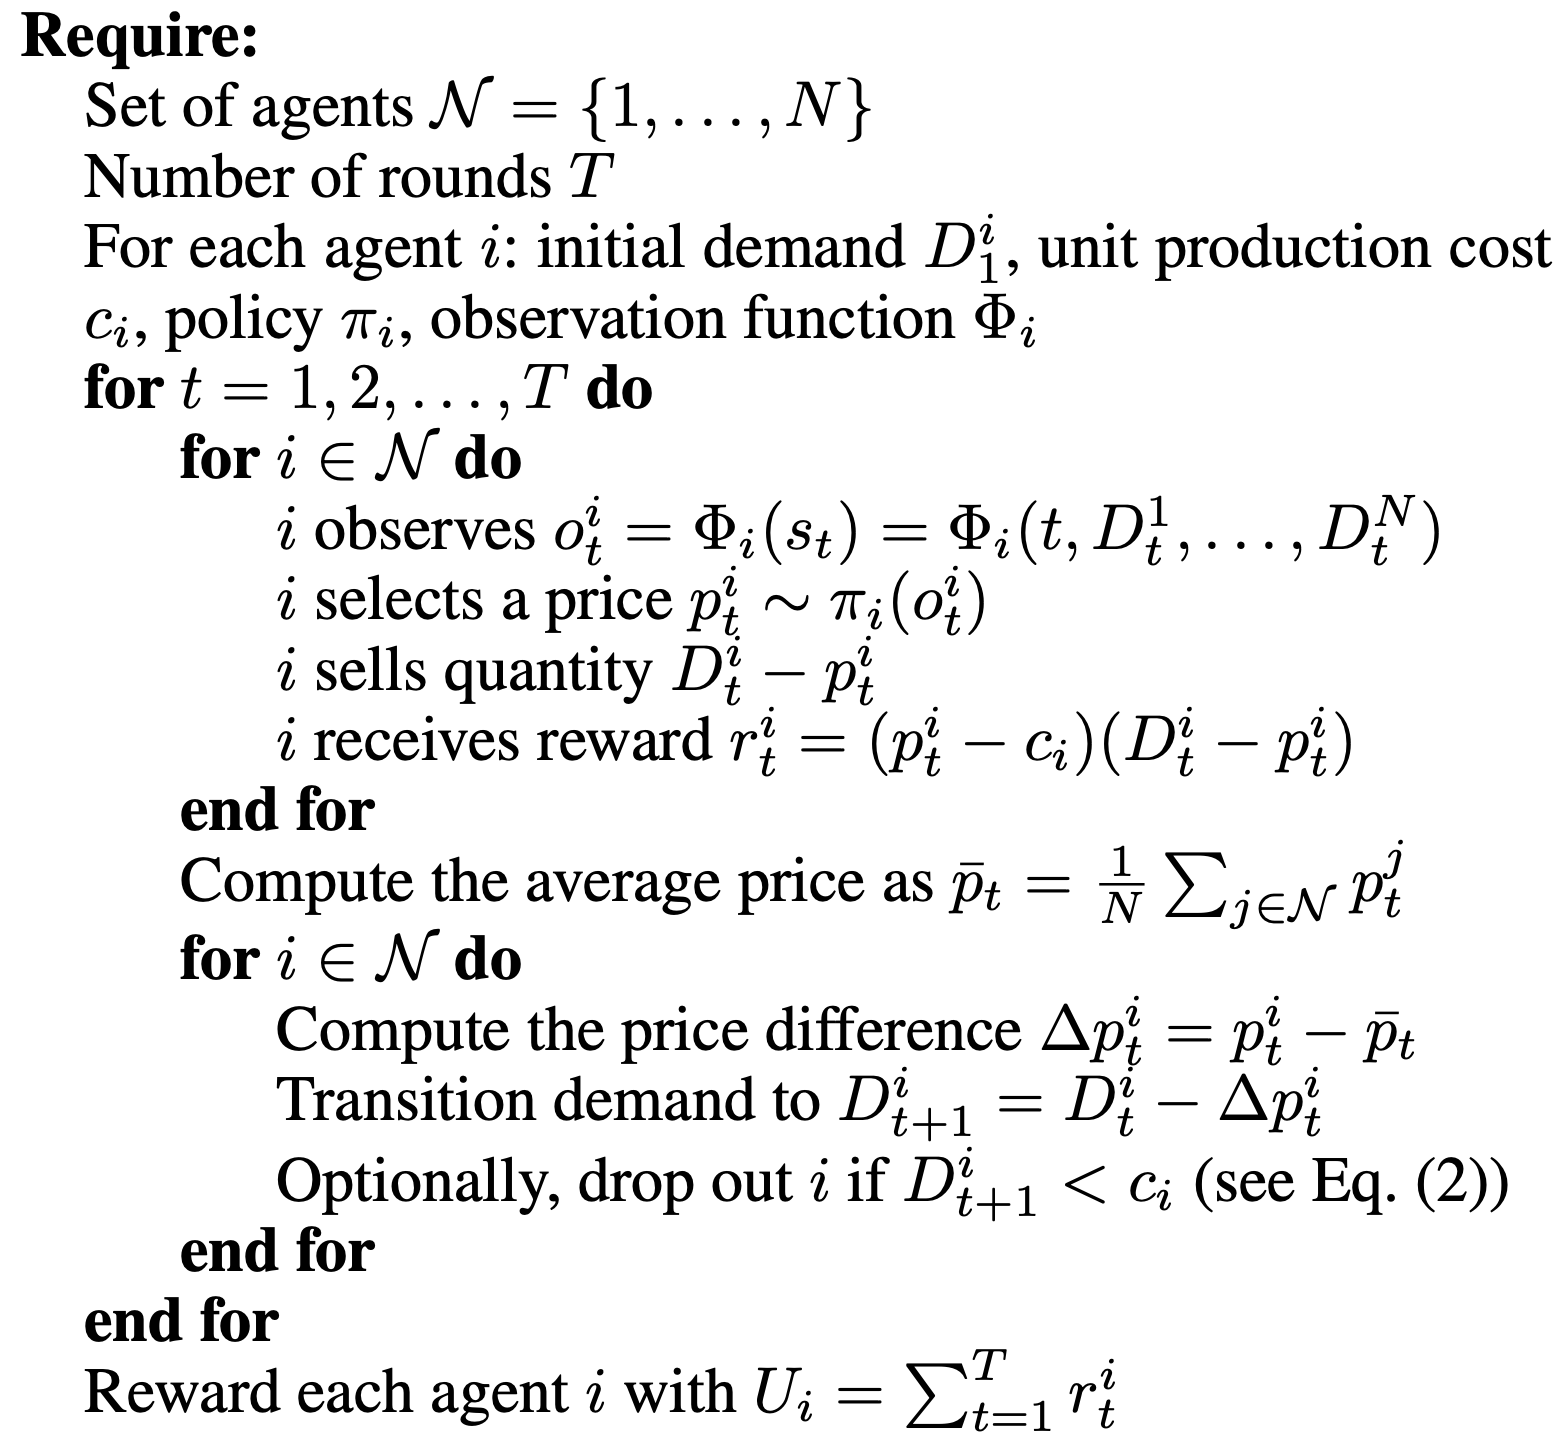 Require:
Set of agents $\mathcal{N} = \{1, \ldots, N\}$
Number of rounds $T$
For each agent $i$: initial demand $D_1^i$, unit production cost
$c_i$, policy $\pi_i$, observation function $\Phi_i$
for $t = 1, 2, \ldots, T$ do
for $i \in \mathcal{N}$ do
$i$ observes $o_t^i = \Phi_i(s_t) = \Phi_i(t, D_t^1, \ldots, D_t^N)$
$i$ selects a price $p_t^i \sim \pi_i(o_t^i)$
$i$ sells quantity $D_t^i - p_t^i$
$i$ receives reward $r_t^i = (p_t^i - c_i)(D_t^i - p_t^i)$
end for
Compute the average price as $\bar{p}_t = \frac{1}{N} \sum_{j \in \mathcal{N}} p_t^j$
for $i \in \mathcal{N}$ do
Compute the price difference $\Delta p_t^i = p_t^i - \bar{p}_t$
Transition demand to $D_{t+1}^i = D_t^i - \Delta p_t^i$
Optionally, drop out $i$ if $D_{t+1}^i < c_i$ (see Eq. (2))
end for
end for
Reward each agent $i$ with $U_i = \sum_{t=1}^T r_t^i$